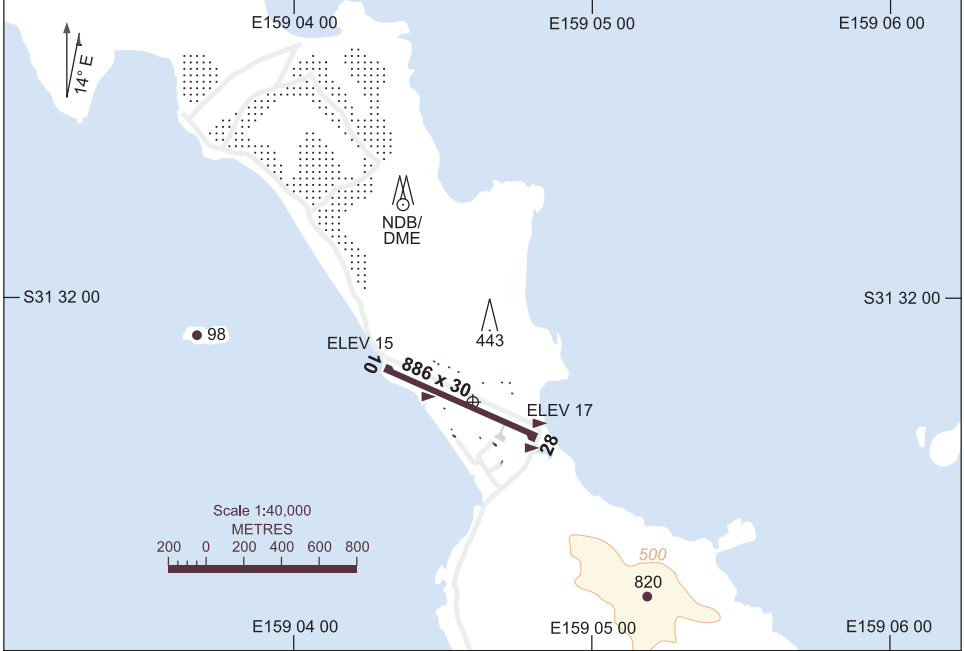 E159 04 00
E159 05 00
E159 06 00
14° E
NDB/
DME
S31 32 00
S31 32 00
98
443
ELEV 15
10
886 x 30
ELEV 17
28
Scale 1:40,000
METRES
200 0 200 400 600 800
500
820
E159 04 00
E159 05 00
E159 06 00